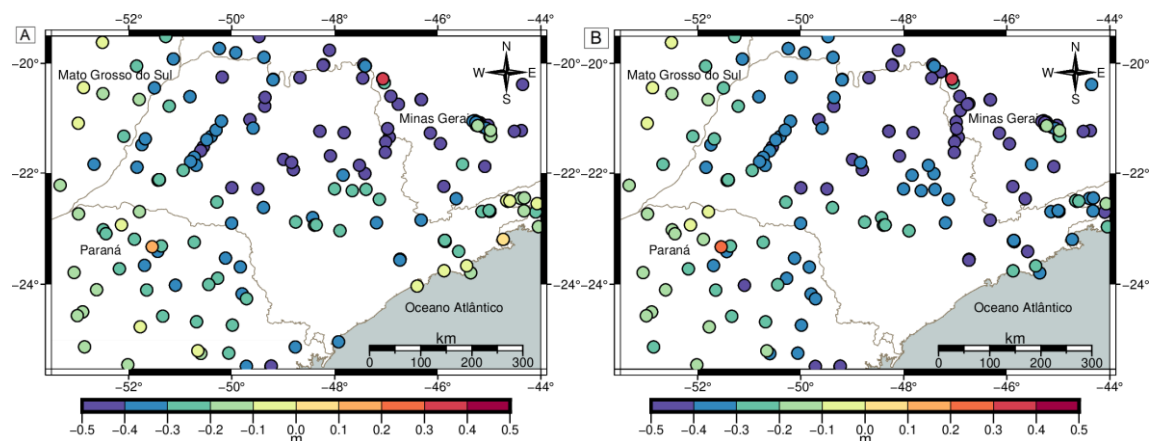 A
−52 −50 −48 −46 −44
−20°
−22°
−24°
N
W E
S
Mato Grosso do Sul
Minas Gera
Paraná
Oceano Atlântico
km
0 100 200 300
−52 −50 −48 −46 −44
−0.5 −0.4 −0.3 −0.2 −0.1 0.0 0.1 0.2 0.3 0.4 0.5
m
B
−52 −50 −48 −46 −44
−20°
−22°
−24°
N
W E
S
Mato Grosso do Sul
Minas Gera
Paraná
Oceano Atlântico
km
0 100 200 300
−52 −50 −48 −46 −44
−0.5 −0.4 −0.3 −0.2 −0.1 0.0 0.1 0.2 0.3 0.4 0.5
m